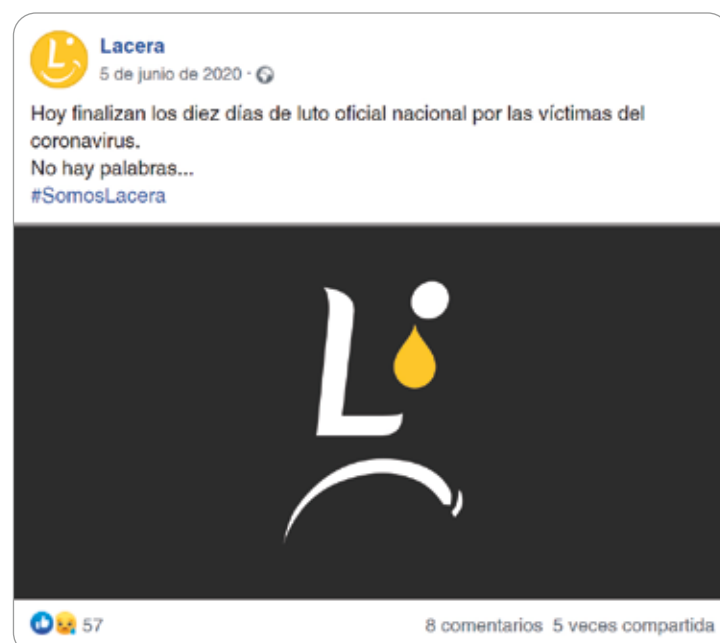 Lacera
5 de junio de 2020 ·
Hoy finalizan los diez días de luto oficial nacional por las víctimas del
coronavirus.
No hay palabras...
#SomosLacera
L
57
8 comentarios 5 veces compartida